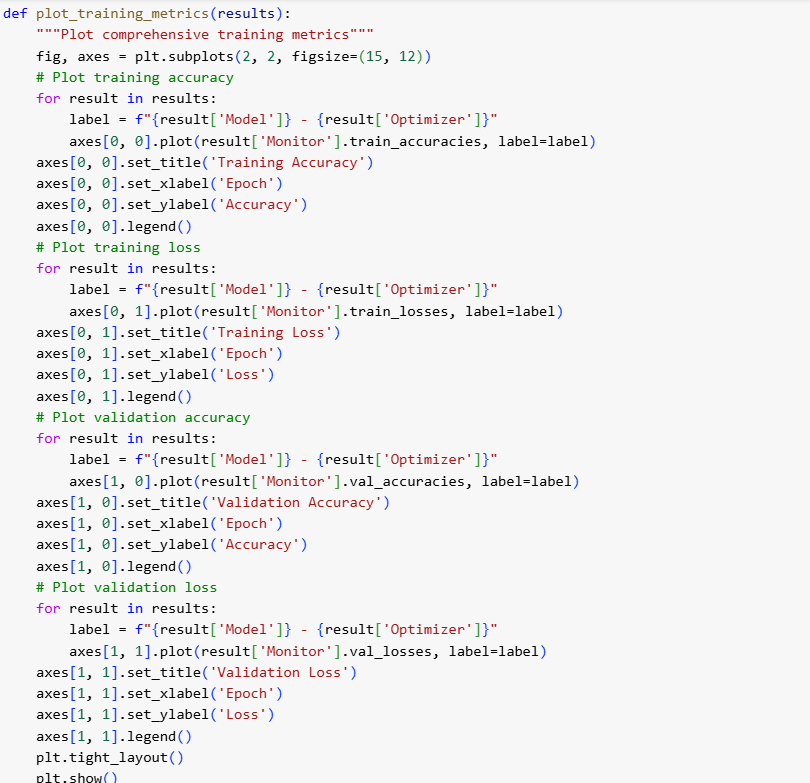 def plot_training_metrics(results):
    """Plot comprehensive training metrics"""
    fig, axes = plt.subplots(2, 2, figsize=(15, 12))
    # Plot training accuracy
    for result in results:
        label = f"{result['Model']} - {result['Optimizer']}"
        axes[0, 0].plot(result['Monitor'].train_accuracies, label=label)
    axes[0, 0].set_title('Training Accuracy')
    axes[0, 0].set_xlabel('Epoch')
    axes[0, 0].set_ylabel('Accuracy')
    axes[0, 0].legend()
    # Plot training loss
    for result in results:
        label = f"{result['Model']} - {result['Optimizer']}"
        axes[0, 1].plot(result['Monitor'].train_losses, label=label)
    axes[0, 1].set_title('Training Loss')
    axes[0, 1].set_xlabel('Epoch')
    axes[0, 1].set_ylabel('Loss')
    axes[0, 1].legend()
    # Plot validation accuracy
    for result in results:
        label = f"{result['Model']} - {result['Optimizer']}"
        axes[1, 0].plot(result['Monitor'].val_accuracies, label=label)
    axes[1, 0].set_title('Validation Accuracy')
    axes[1, 0].set_xlabel('Epoch')
    axes[1, 0].set_ylabel('Accuracy')
    axes[1, 0].legend()
    # Plot validation loss
    for result in results:
        label = f"{result['Model']} - {result['Optimizer']}"
        axes[1, 1].plot(result['Monitor'].val_losses, label=label)
    axes[1, 1].set_title('Validation Loss')
    axes[1, 1].set_xlabel('Epoch')
    axes[1, 1].set_ylabel('Loss')
    axes[1, 1].legend()
    plt.tight_layout()
    plt.show()